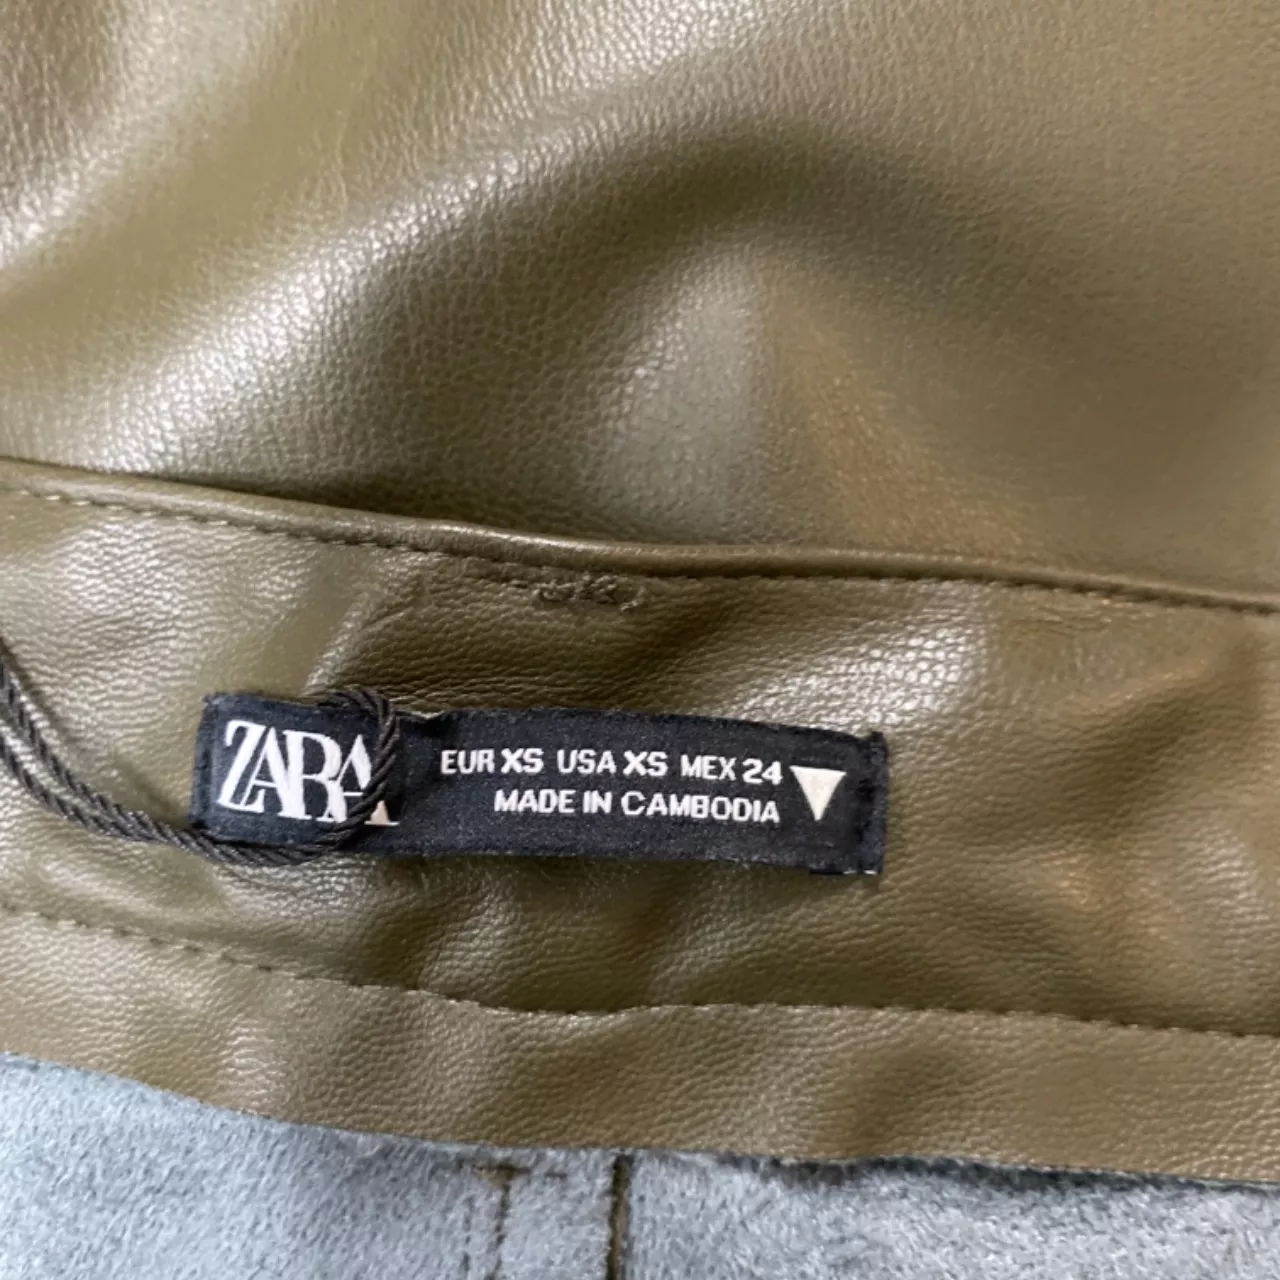 ZARA
EUR XS USA XS MEX 24
MADE IN CAMBODIA